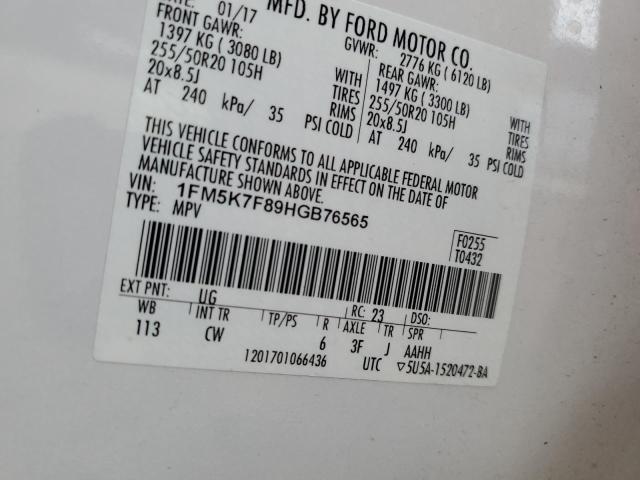 DATE: 01/17
MFD. BY FORD MOTOR CO.
FRONT GAWR:
GVWR: 2776 KG ( 6120 LB)
1397 KG ( 3080 LB)
REAR GAWR:
255/50R20 105H WITH
1497 KG ( 3300 LB)
20x8.5J TIRES
255/50R20 105H WITH
RIMS
20x8.5J TIRES
RIMS
AT 240 kPa/ 35 PSI COLD
AT 240 kPa/ 35 PSI COLD
THIS VEHICLE CONFORMS TO ALL APPLICABLE FEDERAL MOTOR
VEHICLE SAFETY STANDARDS IN EFFECT ON THE DATE OF
MANUFACTURE SHOWN ABOVE.
VIN: 1FM5K7F89HGB76565
TYPE: MPV
F0255
T0432
EXT PNT: UG RC: 23 DSO:
WB INT TR TP/PS R AXLE TR SPR
113 CW 6 3F J AAHH
1201701066436 UTC ▽5U5A-1520472-BA